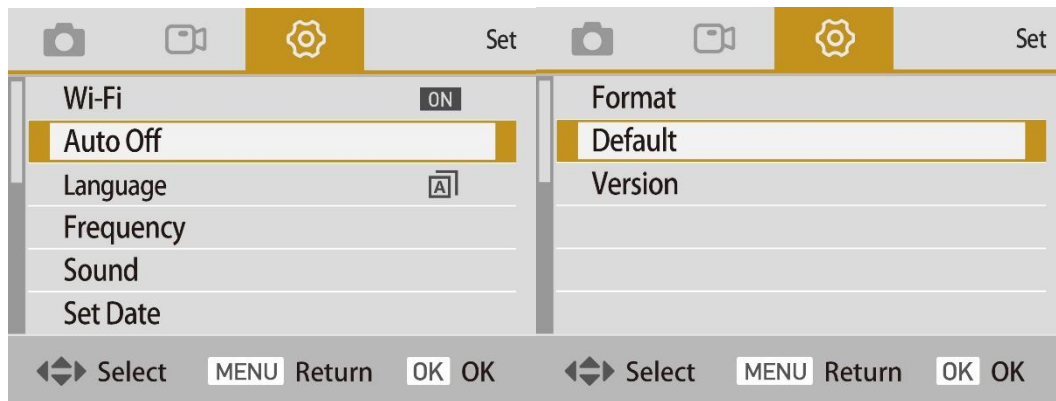 Set
Wi-Fi ON
Auto Off
Language A
Frequency
Sound
Set Date
Select MENU Return OK OK
Set
Format
Default
Version
Select MENU Return OK OK